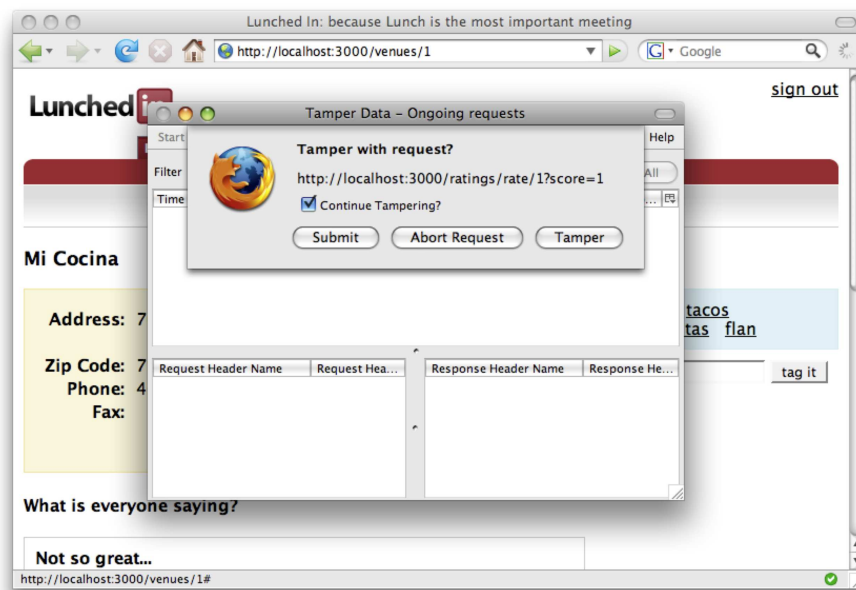 Lunched In: because Lunch is the most important meeting
http://localhost:3000/venues/1
Google
sign out
Lunched in
Tamper Data – Ongoing requests
Start
Help
Tamper with request?
http://localhost:3000/ratings/rate/1?score=1
Continue Tampering?
Submit
Abort Request
Tamper
Filter
All
Time
...
Mi Cocina
Address: 7
tacos
tas flan
Zip Code: 7
Phone: 4
Fax:
Request Header Name
Request Hea...
Response Header Name
Response He...
tag it
What is everyone saying?
Not so great...
http://localhost:3000/venues/1#